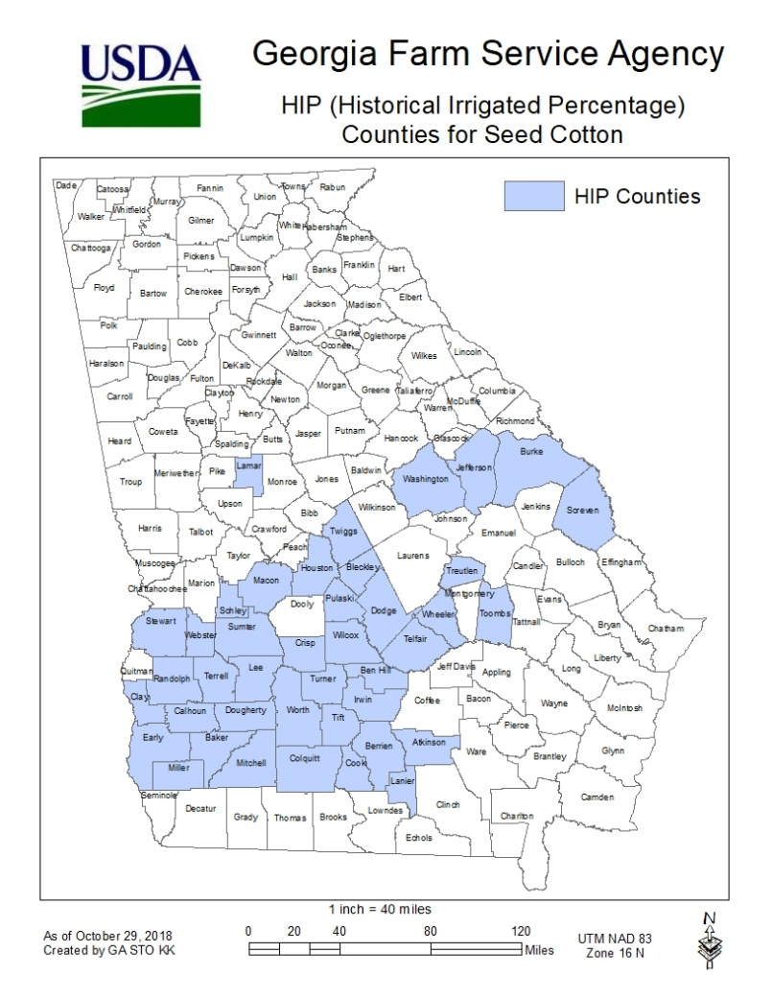 USDA
Georgia Farm Service Agency
HIP (Historical Irrigated Percentage)
Counties for Seed Cotton
HIP Counties
Dade
Catoosa
Fannin
Towns
Rabun
Murray
Union
Walker
Whitfield
Gilmer
White
Habersham
Lumpkin
Stephens
Chattooga
Gordon
Pickens
Dawson
Hall
Banks
Franklin
Hart
Floyd
Bartow
Cherokee
Forsyth
Jackson
Madison
Elbert
Polk
Paulding
Cobb
Gwinnett
Barrow
Clarke
Oglethorpe
Oconee
Walton
Wilkes
Lincoln
Haralson
Douglas
Fulton
DeKalb
Rockdale
Newton
Morgan
Greene
Taliaferro
McDuffie
Columbia
Carroll
Clayton
Henry
Warren
Richmond
Heard
Coweta
Fayette
Spalding
Butts
Jasper
Putnam
Hancock
Glascock
Burke
Troup
Meriwether
Pike
Lamar
Monroe
Jones
Baldwin
Washington
Jefferson
Upson
Bibb
Wilkinson
Johnson
Jenkins
Screven
Harris
Talbot
Crawford
Twiggs
Emanuel
Muscogee
Taylor
Peach
Houston
Bleckley
Laurens
Treutlen
Candler
Bulloch
Effingham
Chattahoochee
Marion
Macon
Schley
Dooly
Pulaski
Dodge
Wheeler
Montgomery
Toombs
Evans
Tattnall
Bryan
Chatham
Stewart
Webster
Sumter
Crisp
Wilcox
Telfair
Quitman
Randolph
Terrell
Lee
Turner
Ben Hill
Jeff Davis
Appling
Long
Liberty
Clay
Calhoun
Dougherty
Worth
Tift
Irwin
Coffee
Bacon
Wayne
McIntosh
Early
Baker
Miller
Mitchell
Colquitt
Cook
Berrien
Atkinson
Ware
Pierce
Brantley
Glynn
Seminole
Decatur
Grady
Thomas
Brooks
Lowndes
Lanier
Clinch
Echols
Charlton
Camden
1 inch = 40 miles
0 20 40 80 120
Miles
As of October 29, 2018
Created by GA STO KK
UTM NAD 83
Zone 16 N
N